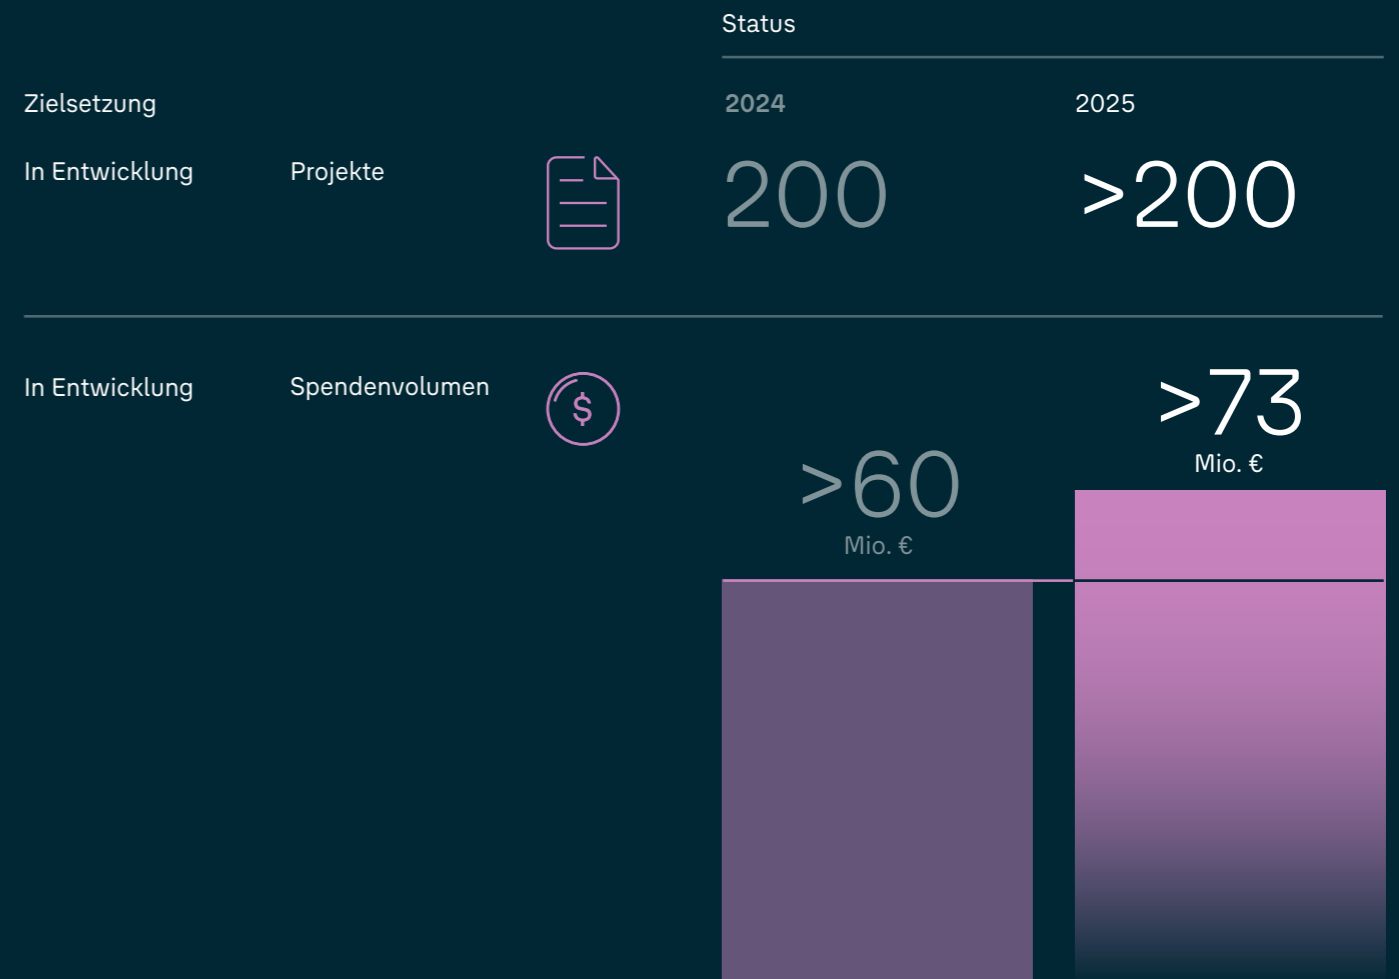 Status
Zielsetzung 2024 2025
In Entwicklung Projekte 200 >200
In Entwicklung Spendenvolumen $ >73
Mio. €
>60
Mio. €